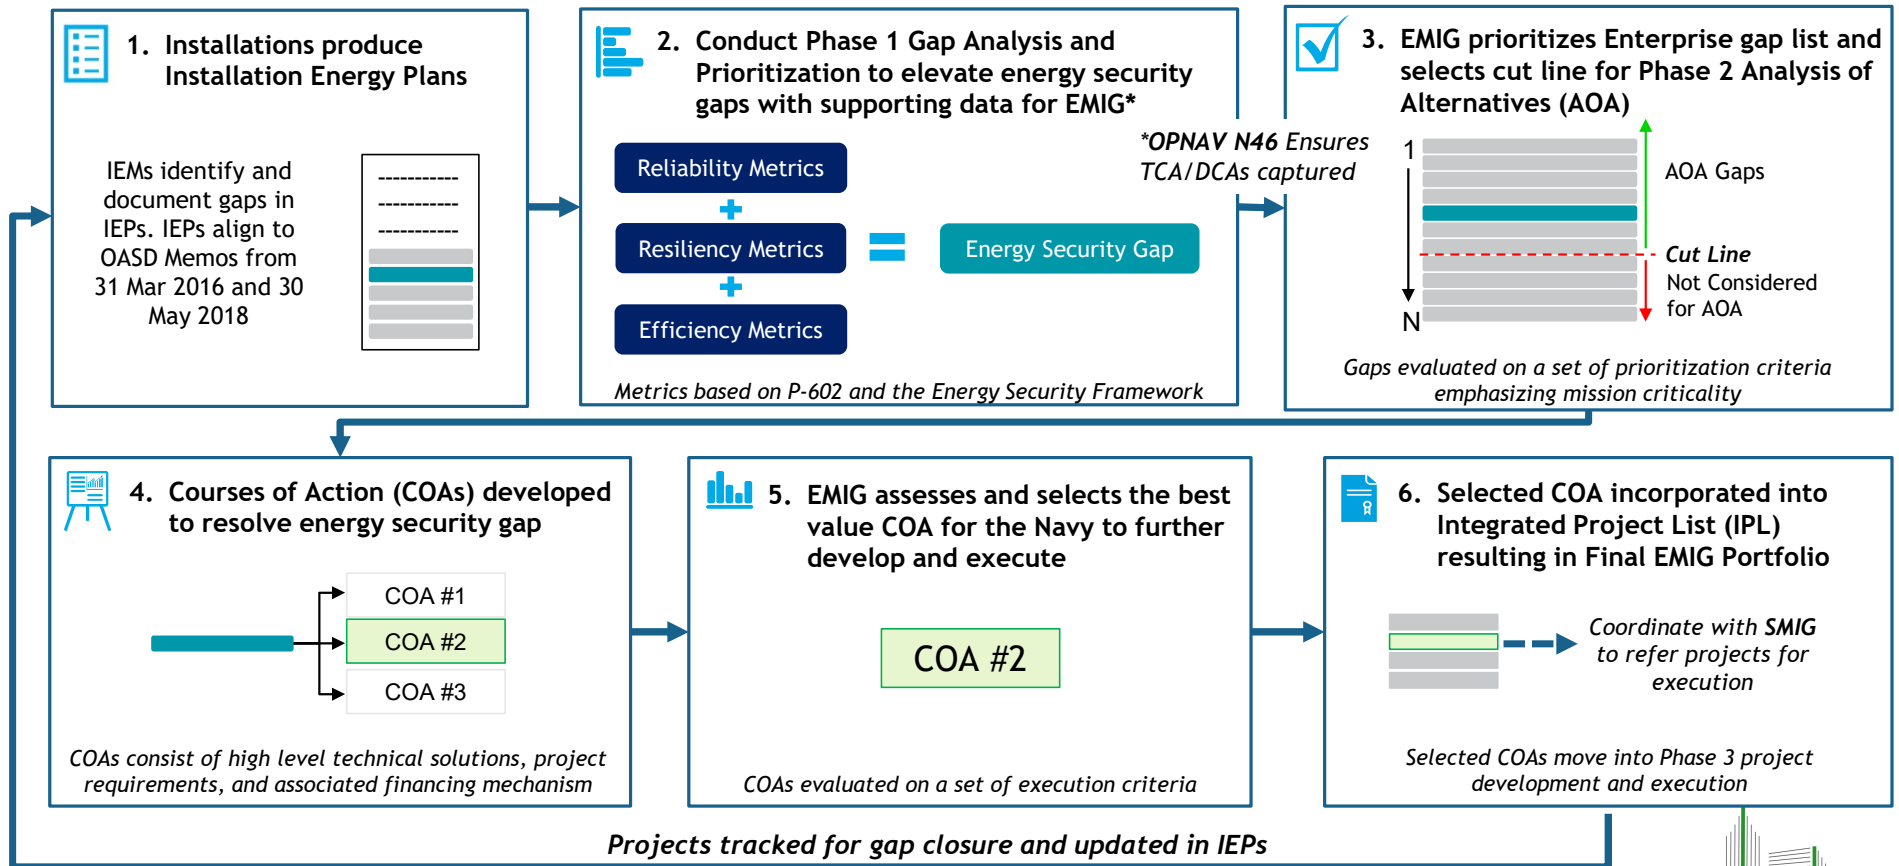 1. Installations produce
Installation Energy Plans
IEMs identify and
document gaps in
IEPs. IEPs align to
OASD Memos from
31 Mar 2016 and 30
May 2018
2. Conduct Phase 1 Gap Analysis and
Prioritization to elevate energy security
gaps with supporting data for EMIG*
Reliability Metrics
+
Resiliency Metrics
=
Energy Security Gap
+
Efficiency Metrics
Metrics based on P-602 and the Energy Security Framework
*OPNAV N46 Ensures
TCA/DCAs captured
3. EMIG prioritizes Enterprise gap list and
selects cut line for Phase 2 Analysis of
Alternatives (AOA)
1
N
AOA Gaps
Cut Line
Not Considered
for AOA
Gaps evaluated on a set of prioritization criteria
emphasizing mission criticality
4. Courses of Action (COAs) developed
to resolve energy security gap
COA #1
COA #2
COA #3
COAs consist of high level technical solutions, project
requirements, and associated financing mechanism
5. EMIG assesses and selects the best
value COA for the Navy to further
develop and execute
COA #2
COAs evaluated on a set of execution criteria
6. Selected COA incorporated into
Integrated Project List (IPL)
resulting in Final EMIG Portfolio
Coordinate with SMIG
to refer projects for
execution
Selected COAs move into Phase 3 project
development and execution
Projects tracked for gap closure and updated in IEPs